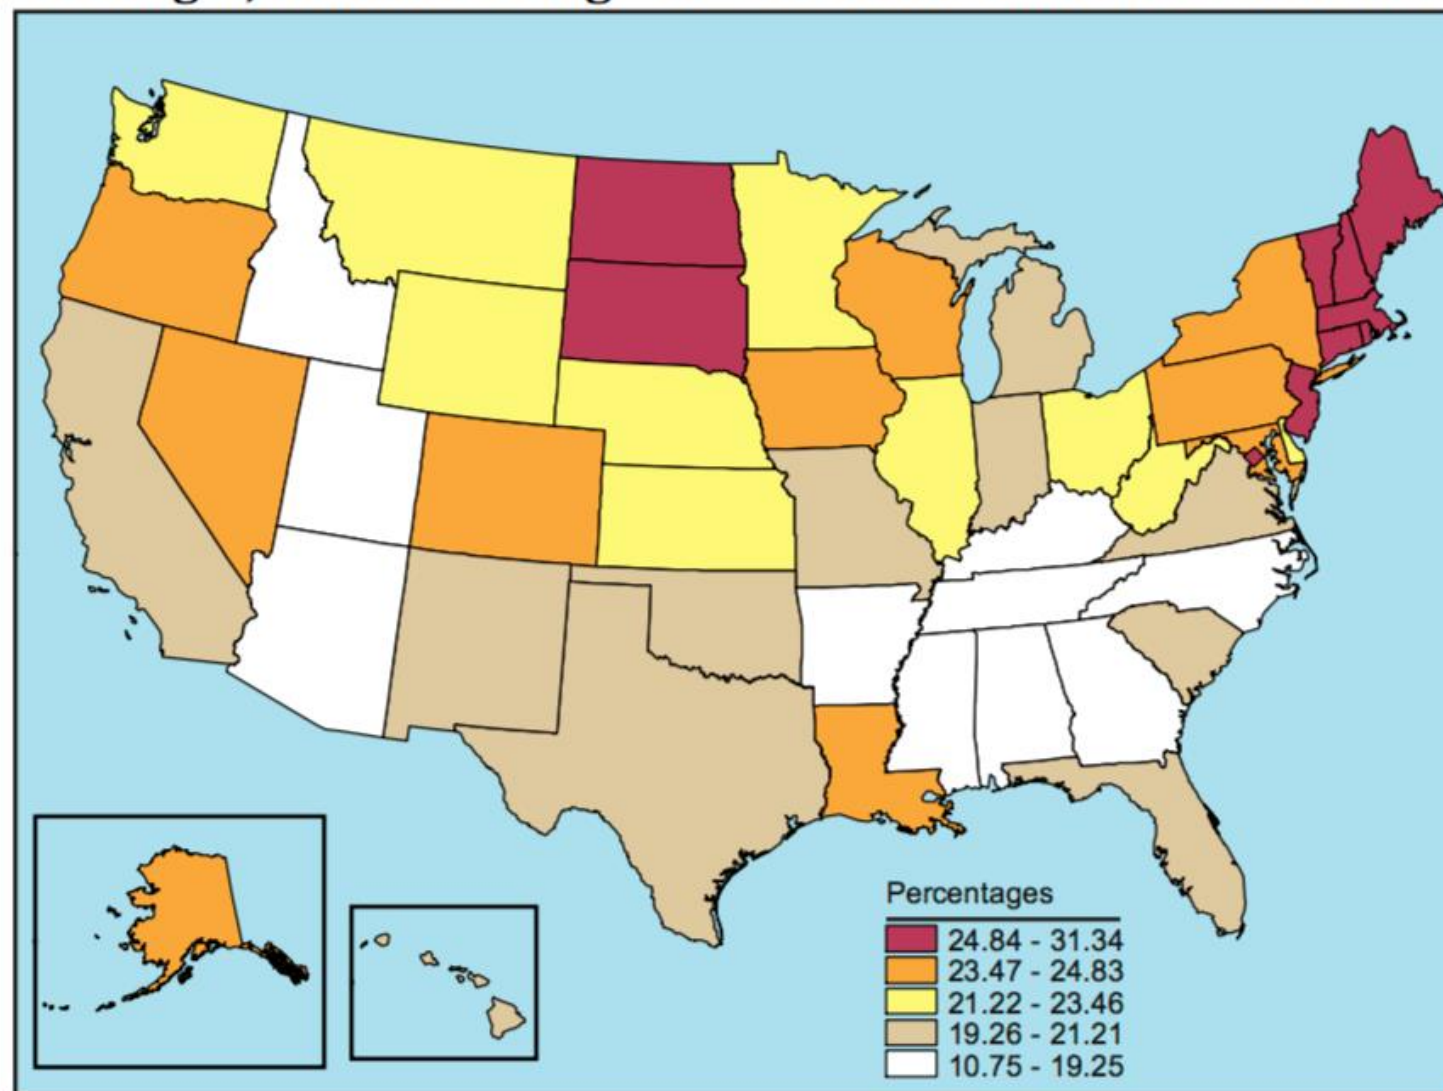 Percentages
24.84 - 31.34
23.47 - 24.83
21.22 - 23.46
19.26 - 21.21
10.75 - 19.25